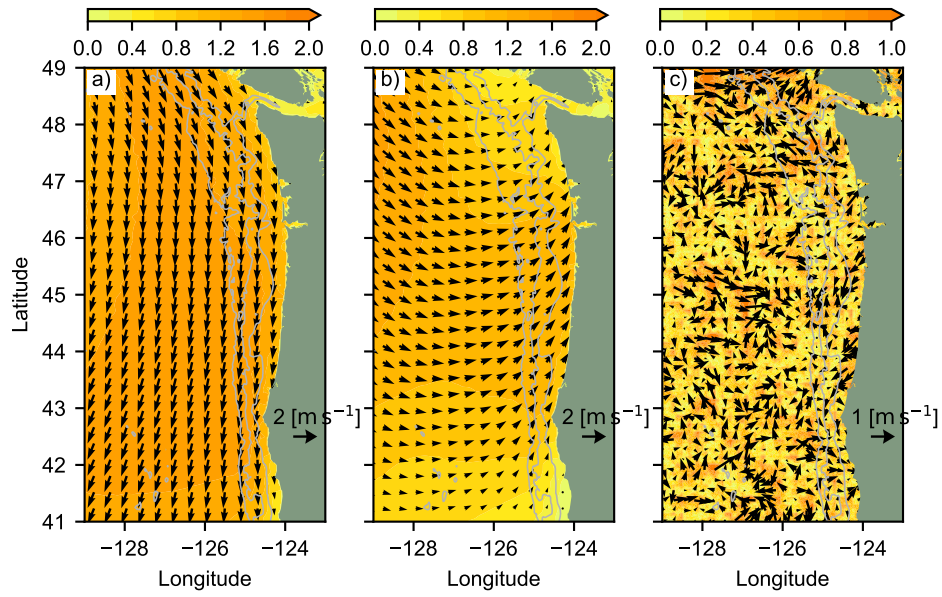 0.0 0.4 0.8 1.2 1.6 2.0
0.0 0.4 0.8 1.2 1.6 2.0
0.0 0.2 0.4 0.6 0.8 1.0
a)
b)
c)
49
48
47
46
45
44
43
42
41
Latitude
2 [m s⁻¹]
2 [m s⁻¹]
1 [m s⁻¹]
−128 −126 −124
−128 −126 −124
−128 −126 −124
Longitude
Longitude
Longitude